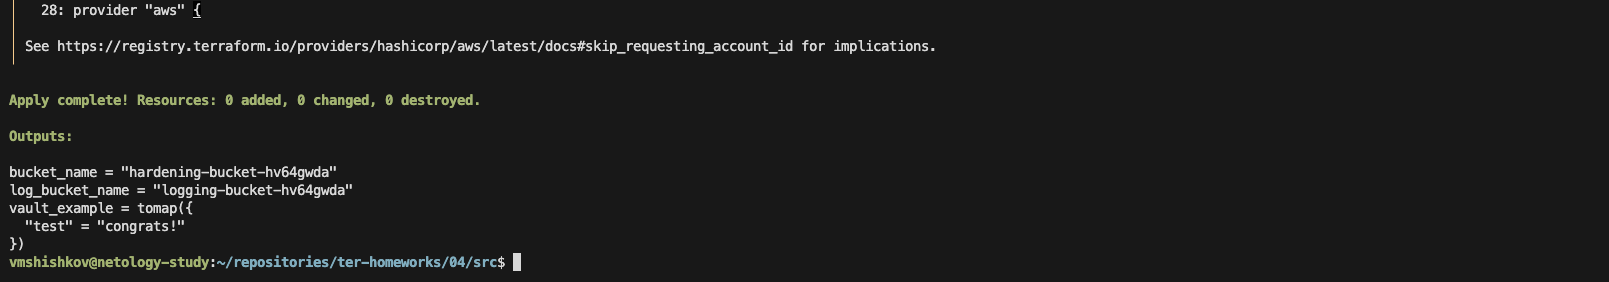 28: provider "aws" {
See https://registry.terraform.io/providers/hashicorp/aws/latest/docs#skip_requesting_account_id for implications.
Apply complete! Resources: 0 added, 0 changed, 0 destroyed.
Outputs:
bucket_name = "hardening-bucket-hv64gwda"
log_bucket_name = "logging-bucket-hv64gwda"
vault_example = tomap({
  "test" = "congrats!"
})
vmshishkov@netology-study:~/repositories/ter-homeworks/04/src$